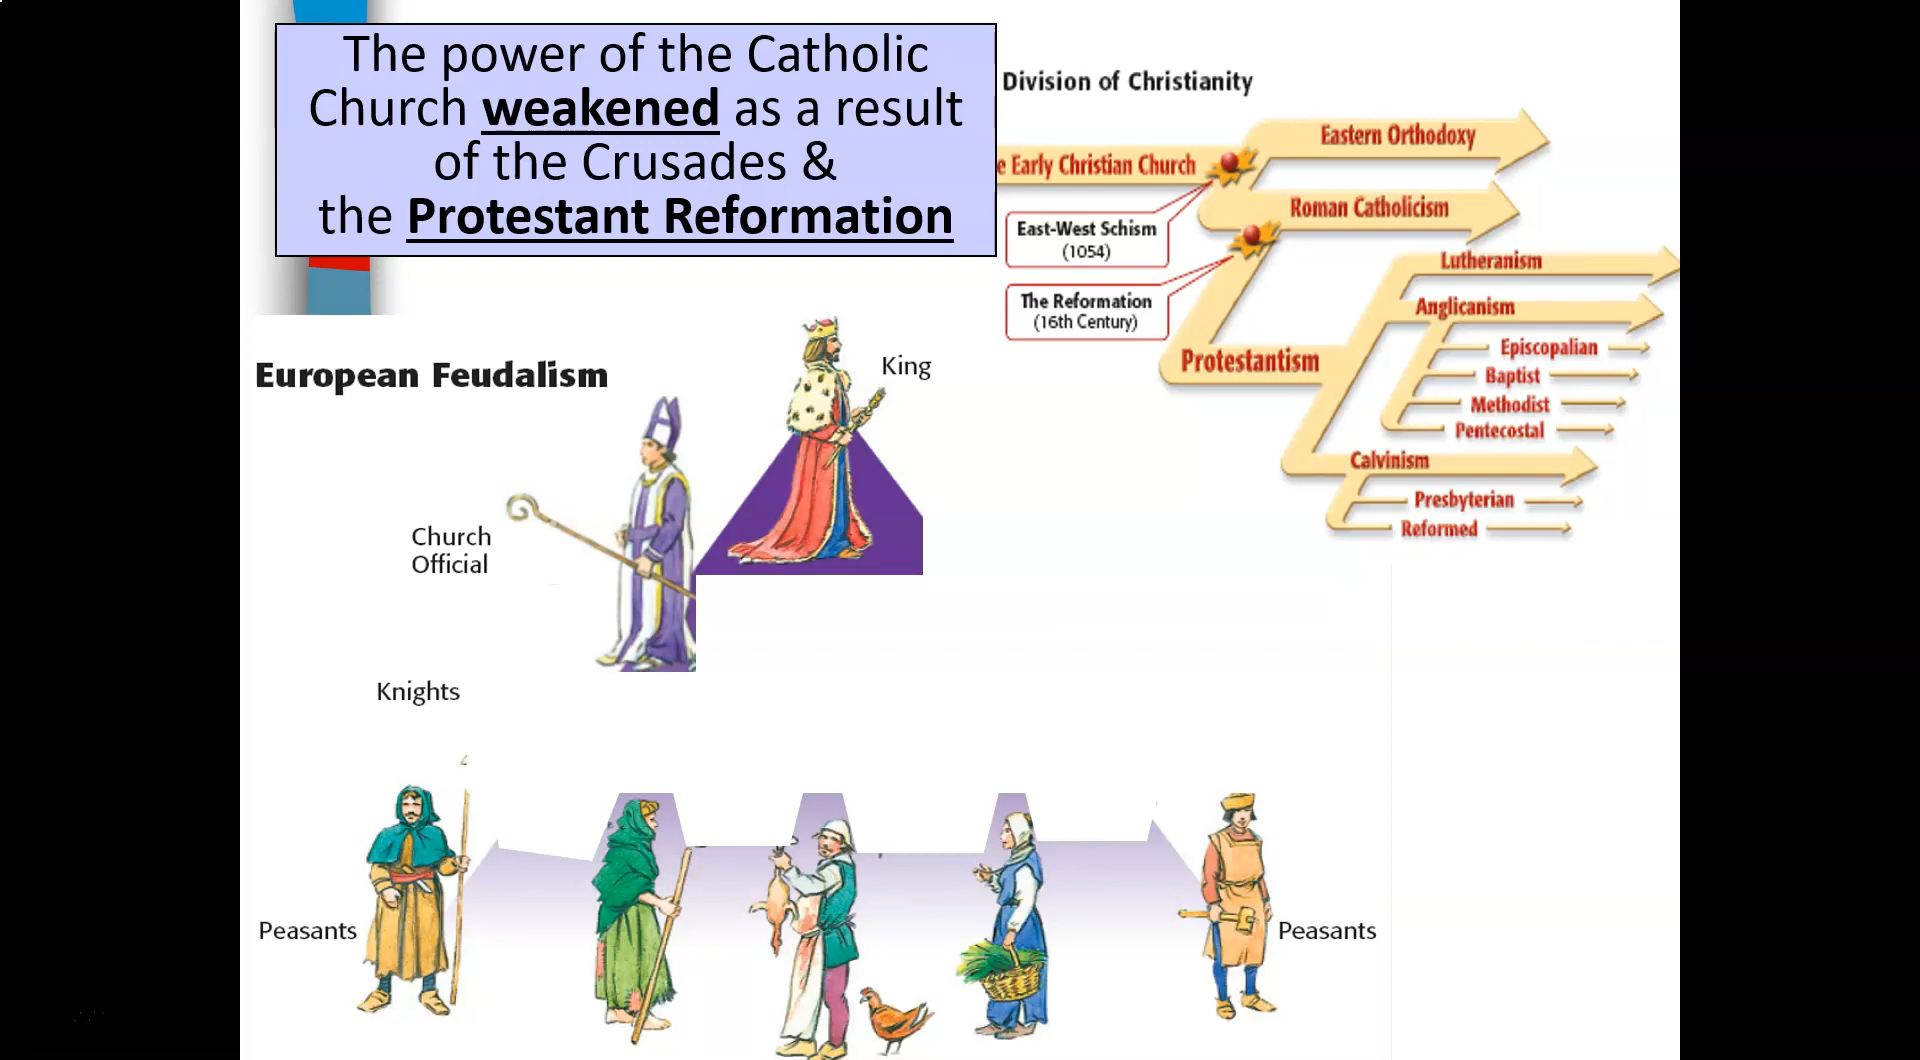 The power of the Catholic
Church weakened as a result
of the Crusades &
the Protestant Reformation
Division of Christianity
e Early Christian Church
Eastern Orthodoxy
Roman Catholicism
East-West Schism
(1054)
The Reformation
(16th Century)
Protestantism
Lutheranism
Anglicanism
Episcopalian
Baptist
Methodist
Pentecostal
Calvinism
Presbyterian
Reformed
European Feudalism
King
Church
Official
Knights
Peasants
Peasants